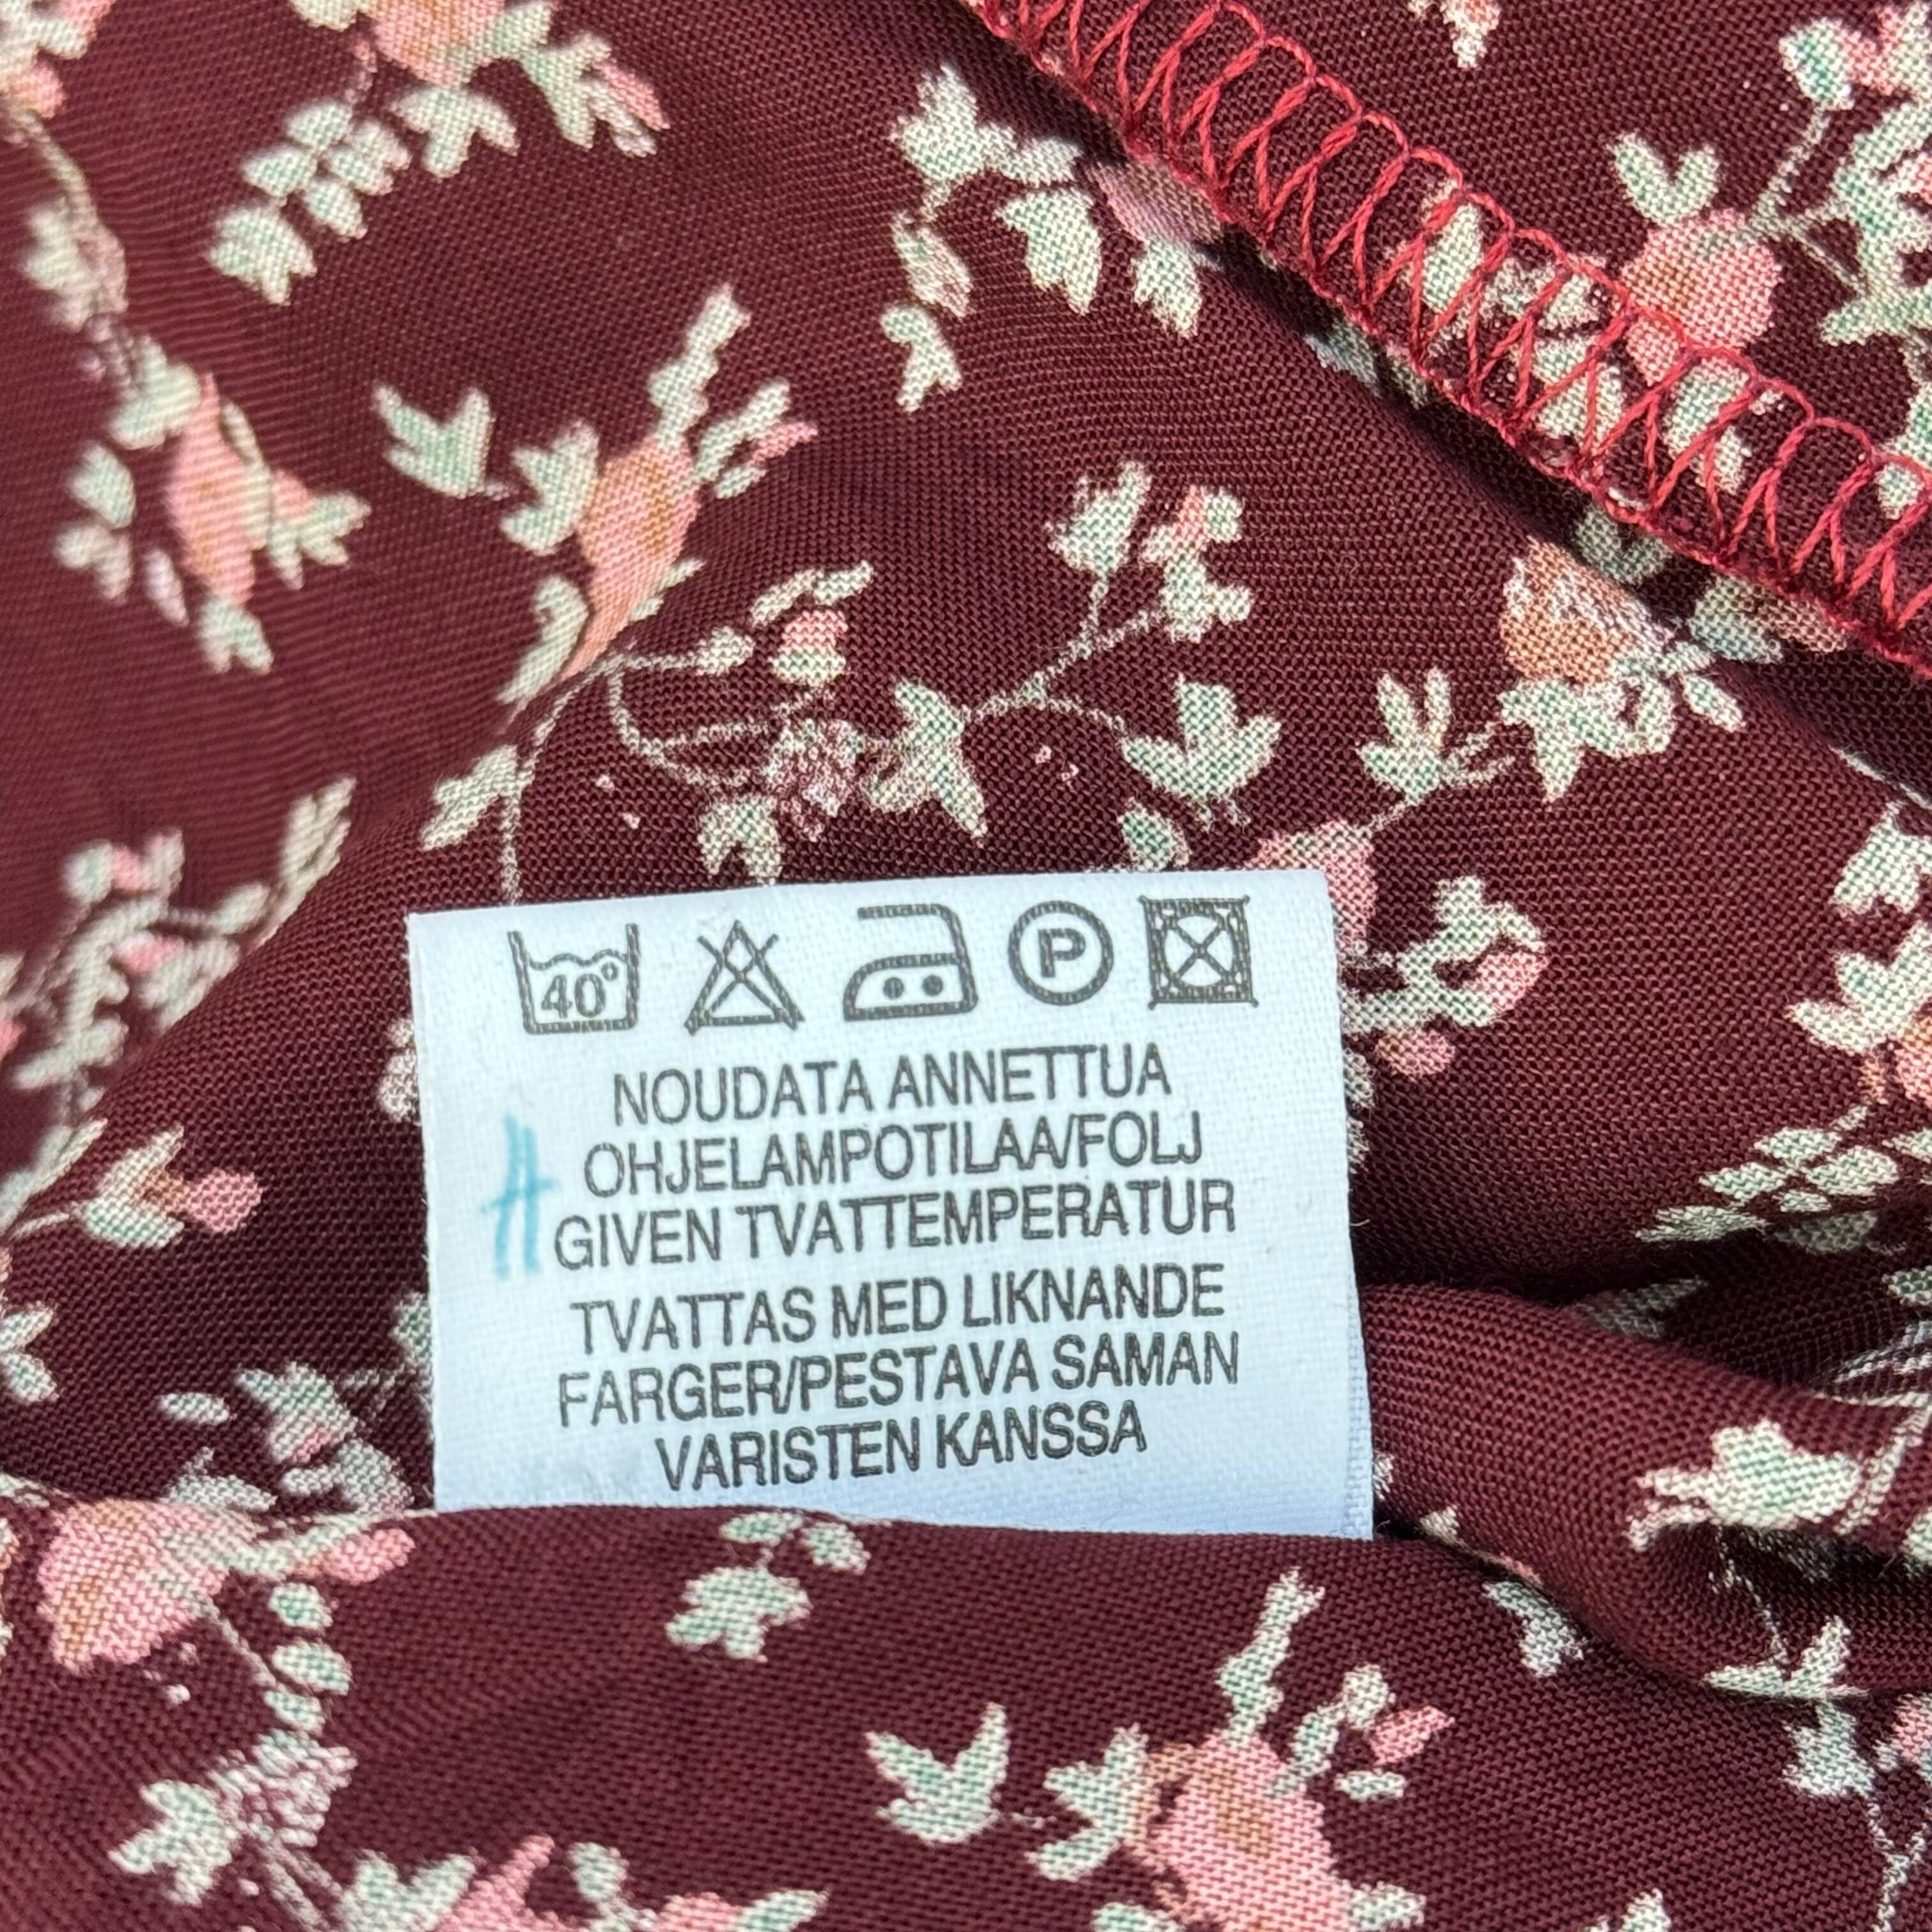 40°
P
NOUDATA ANNETTUA
OHJELAMPOTILAA/FOLJ
GIVEN TVATTEMPERATUR
TVATTAS MED LIKNANDE
FARGER/PESTAVA SAMAN
VARISTEN KANSSA